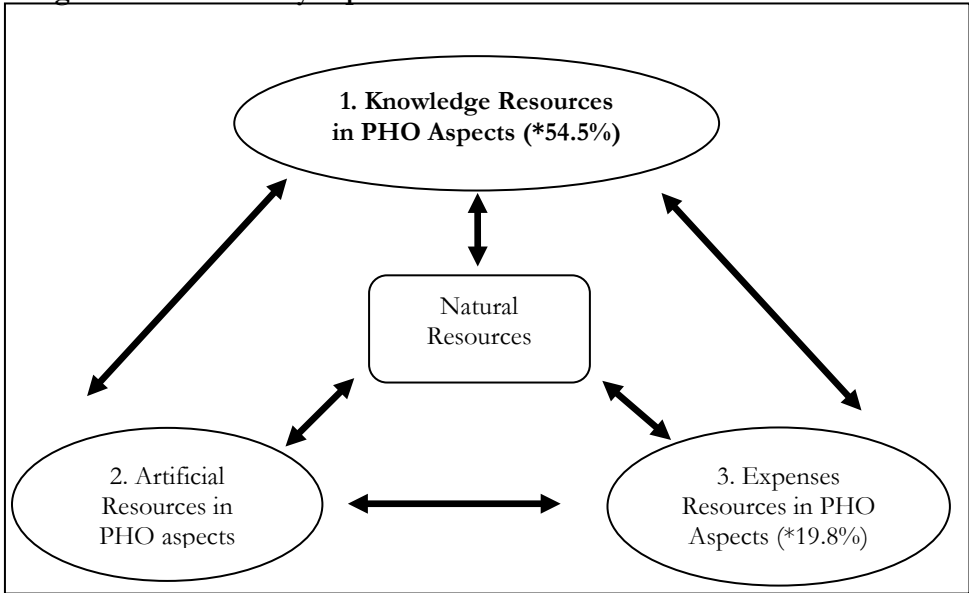 1. Knowledge Resources
in PHO Aspects (*54.5%)
Natural
Resources
2. Artificial
Resources in
PHO aspects
3. Expenses
Resources in PHO
Aspects (*19.8%)